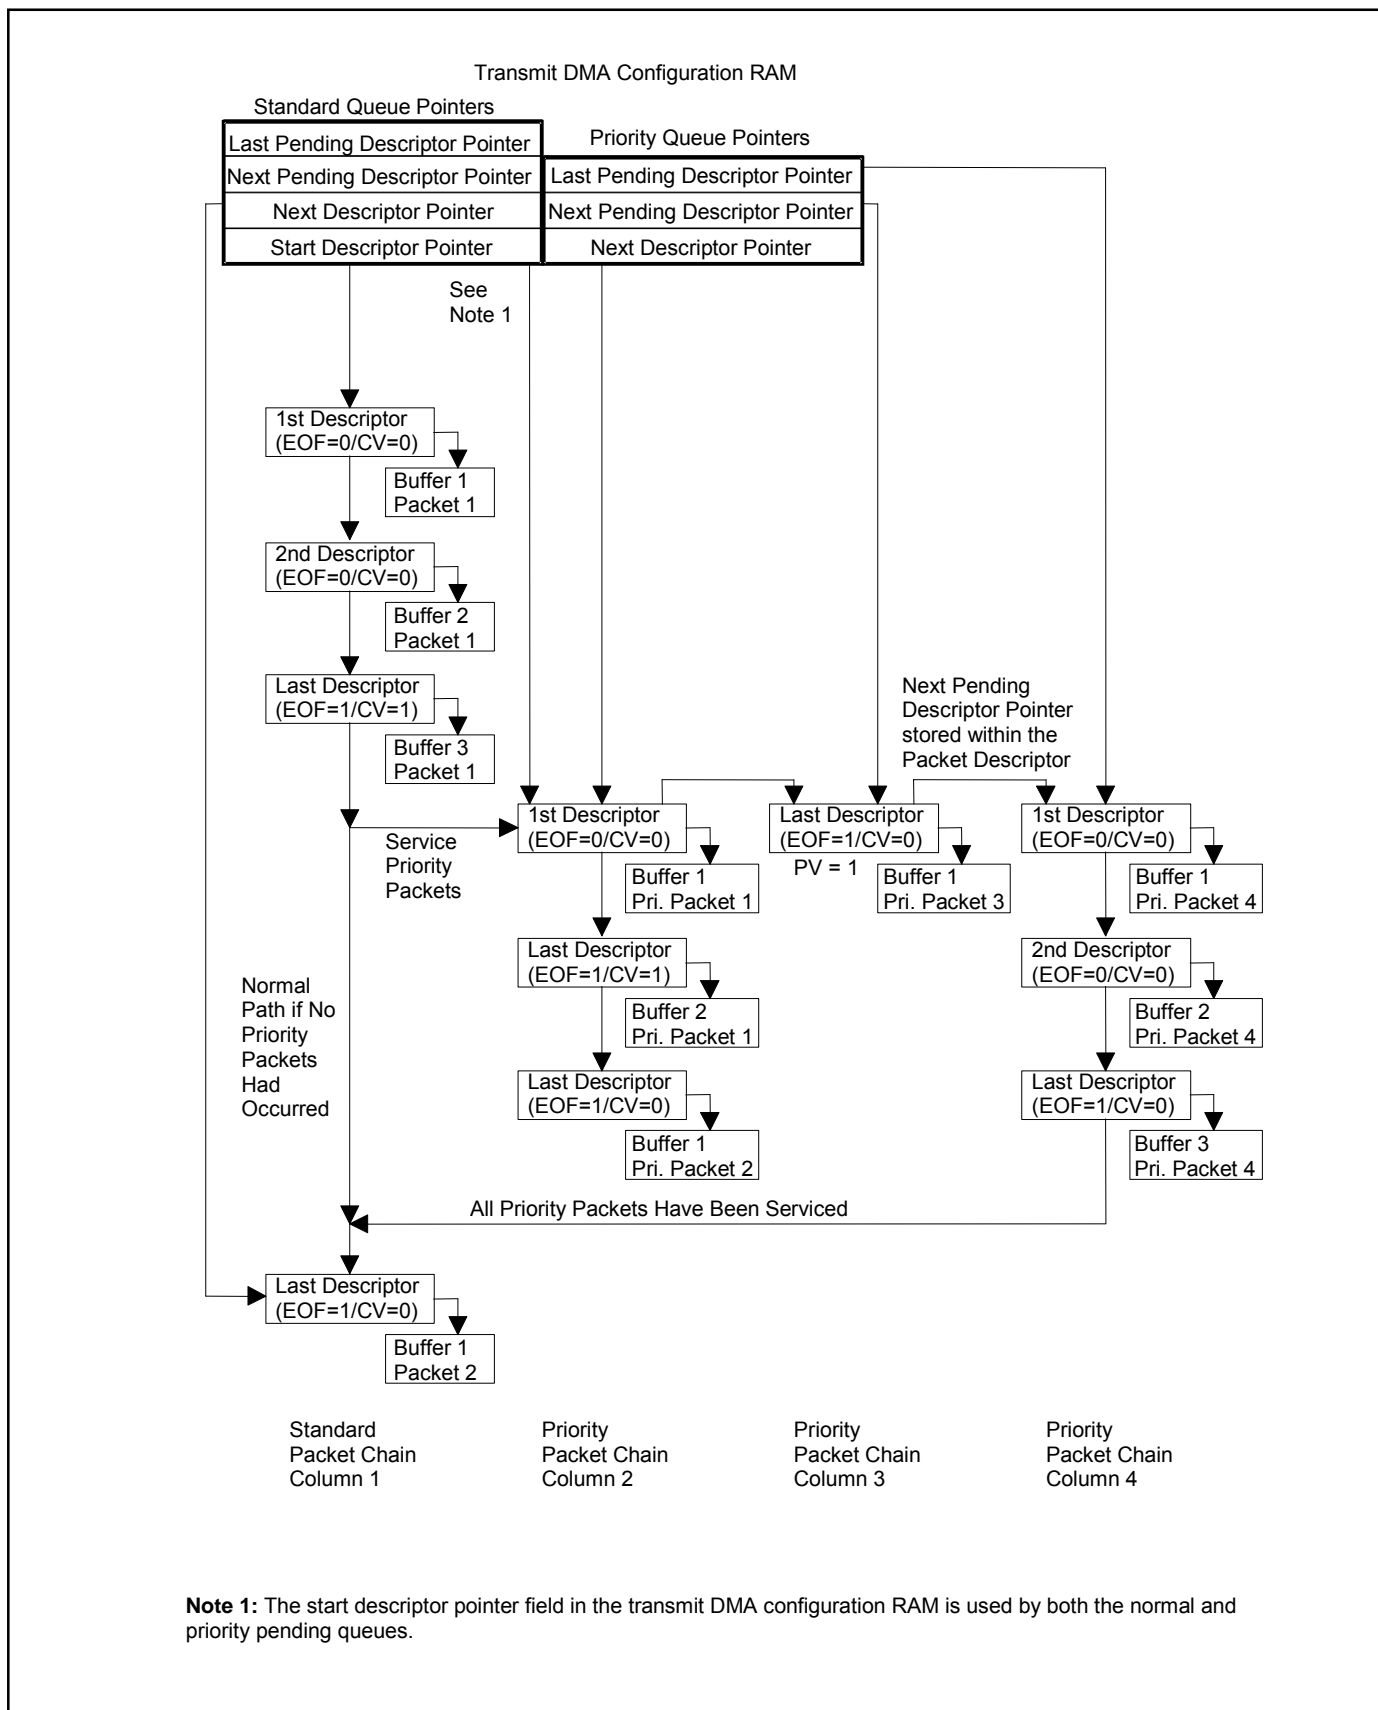 Transmit DMA Configuration RAM
Standard Queue Pointers
Last Pending Descriptor Pointer
Next Pending Descriptor Pointer
Next Descriptor Pointer
Start Descriptor Pointer
Priority Queue Pointers
Last Pending Descriptor Pointer
Next Pending Descriptor Pointer
Next Descriptor Pointer
See
Note 1
1st Descriptor
(EOF=0/CV=0)
Buffer 1
Packet 1
2nd Descriptor
(EOF=0/CV=0)
Buffer 2
Packet 1
Last Descriptor
(EOF=1/CV=1)
Buffer 3
Packet 1
Next Pending
Descriptor Pointer
stored within the
Packet Descriptor
Service
Priority
Packets
1st Descriptor
(EOF=0/CV=0)
Buffer 1
Pri. Packet 1
Last Descriptor
(EOF=1/CV=1)
Buffer 2
Pri. Packet 1
Last Descriptor
(EOF=1/CV=0)
Buffer 1
Pri. Packet 2
Last Descriptor
(EOF=1/CV=0)
PV = 1
Buffer 1
Pri. Packet 3
1st Descriptor
(EOF=0/CV=0)
Buffer 1
Pri. Packet 4
2nd Descriptor
(EOF=0/CV=0)
Buffer 2
Pri. Packet 4
Last Descriptor
(EOF=1/CV=0)
Buffer 3
Pri. Packet 4
Normal
Path if No
Priority
Packets
Had
Occurred
All Priority Packets Have Been Serviced
Last Descriptor
(EOF=1/CV=0)
Buffer 1
Packet 2
Standard
Packet Chain
Column 1
Priority
Packet Chain
Column 2
Priority
Packet Chain
Column 3
Priority
Packet Chain
Column 4
Note 1: The start descriptor pointer field in the transmit DMA configuration RAM is used by both the normal and
priority pending queues.